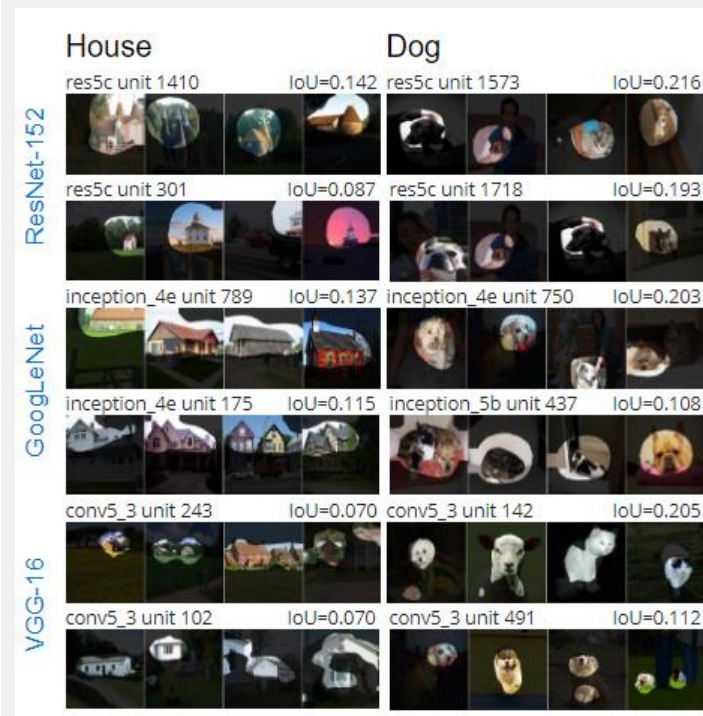 House Dog
res5c unit 1410 IoU=0.142 res5c unit 1573 IoU=0.216
ResNet-152
res5c unit 301 IoU=0.087 res5c unit 1718 IoU=0.193
inception_4e unit 789 IoU=0.137 inception_4e unit 750 IoU=0.203
GoogLeNet
inception_4e unit 175 IoU=0.115 inception_5b unit 437 IoU=0.108
conv5_3 unit 243 IoU=0.070 conv5_3 unit 142 IoU=0.205
VGG-16
conv5_3 unit 102 IoU=0.070 conv5_3 unit 491 IoU=0.112